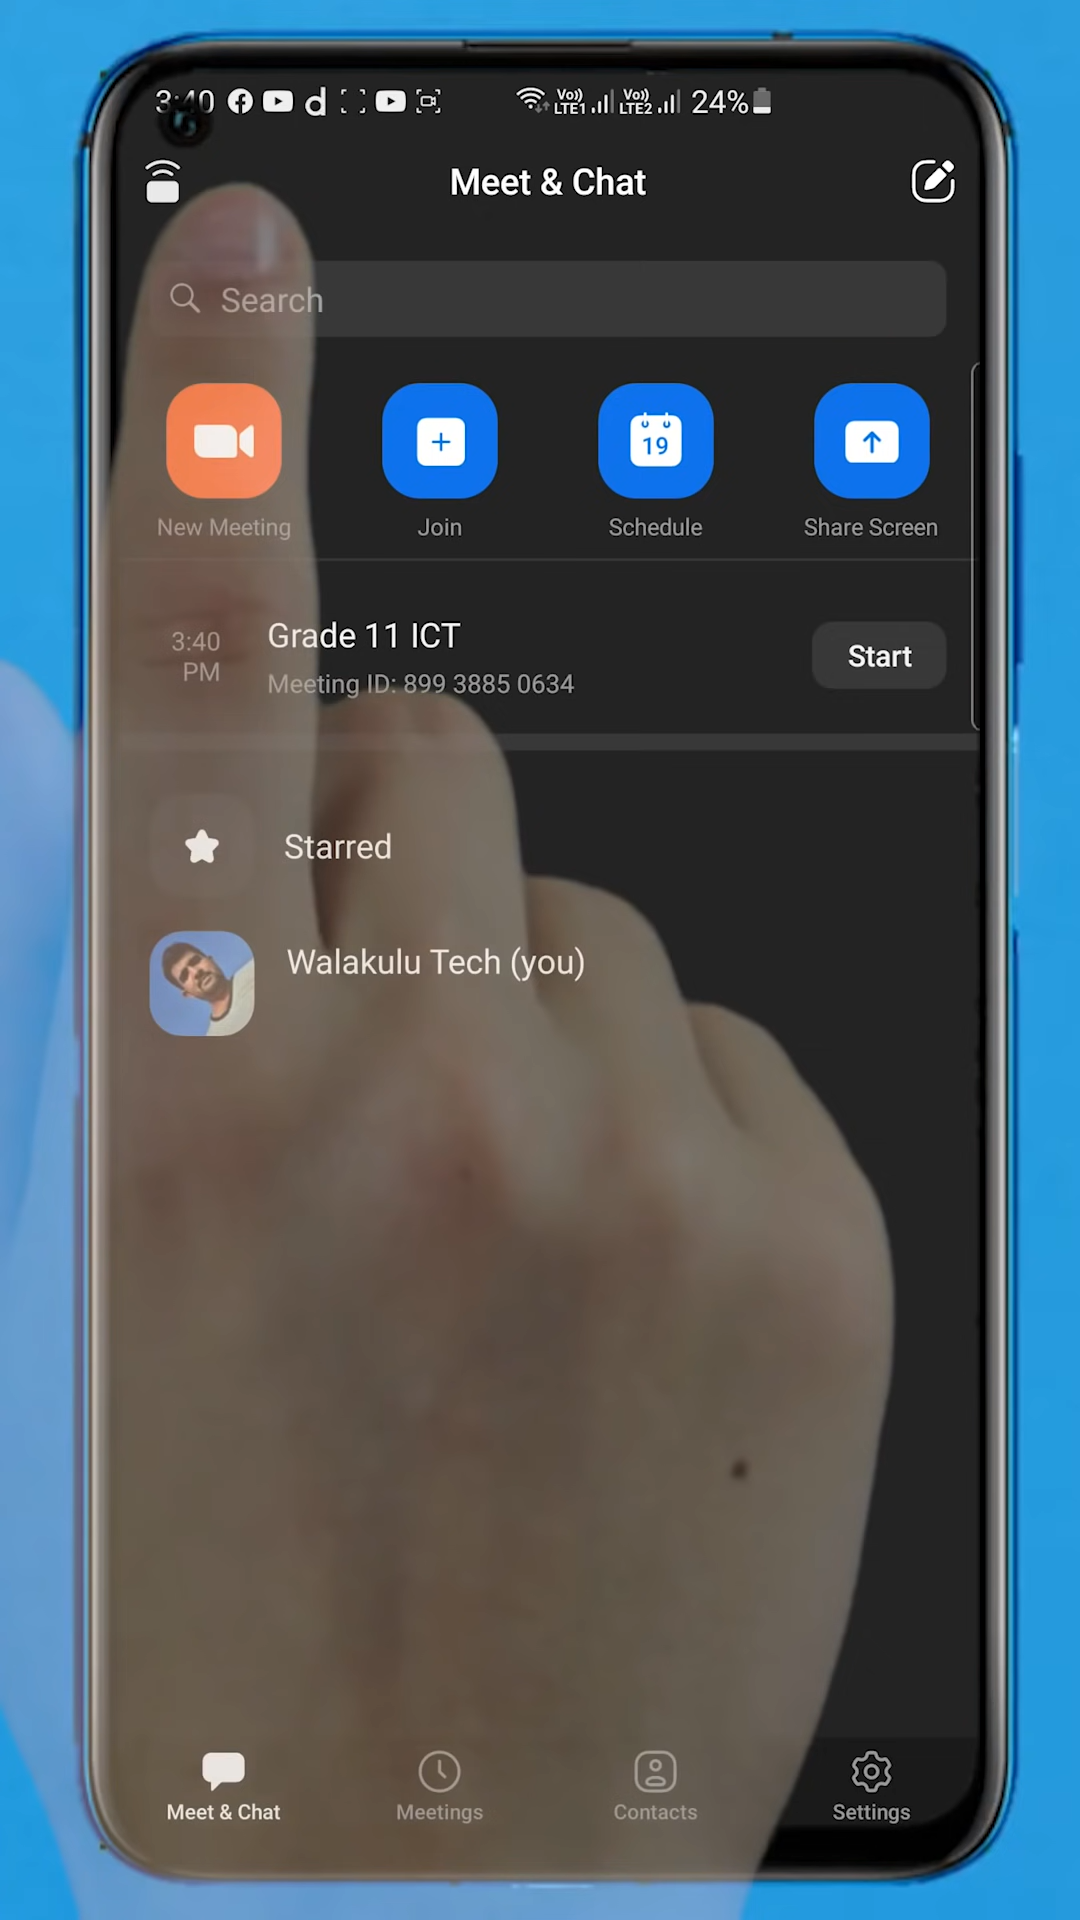 3:40 Vo)) LTE1 Vo)) LTE2 24%
Meet & Chat
Search
19
New Meeting Join Schedule Share Screen
3:40 PM
Grade 11 ICT
Meeting ID: 899 3885 0634
Start
Starred
Walakulu Tech (you)
Meet & Chat Meetings Contacts Settings